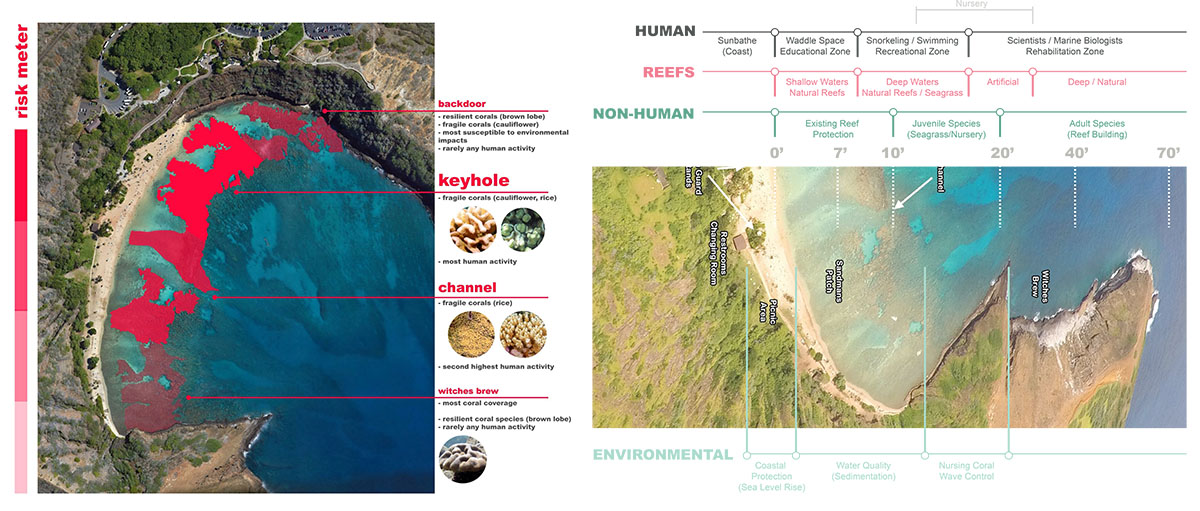 risk meter
backdoor
- resilient corals (brown lobe)
- fragile corals (cauliflower)
- most susceptible to environmental
impacts
- rarely any human activity
keyhole
- fragile corals (cauliflower, rice)
- most human activity
channel
- fragile corals (rice)
- second highest human activity
witches brew
- most coral coverage
- resilient coral species (brown lobe)
- rarely any human activity
Nursery
HUMAN
Sunbathe
(Coast)
Waddle Space
Educational Zone
Snorkeling / Swimming
Recreational Zone
Scientists / Marine Biologists
Rehabilitation Zone
REEFS
Shallow Waters
Natural Reefs
Deep Waters
Natural Reefs / Seagrass
Artificial
Deep / Natural
NON-HUMAN
Existing Reef
Protection
Juvenile Species
(Seagrass/Nursery)
Adult Species
(Reef Building)
0' 7' 10' 20' 40' 70'
Guard
ands
hannel
Restrooms
Changing Room
Sandmans
Patch
Witches
Brew
Picnic
Area
ENVIRONMENTAL
Coastal
Protection
(Sea Level Rise)
Water Quality
(Sedimentation)
Nursing Coral
Wave Control